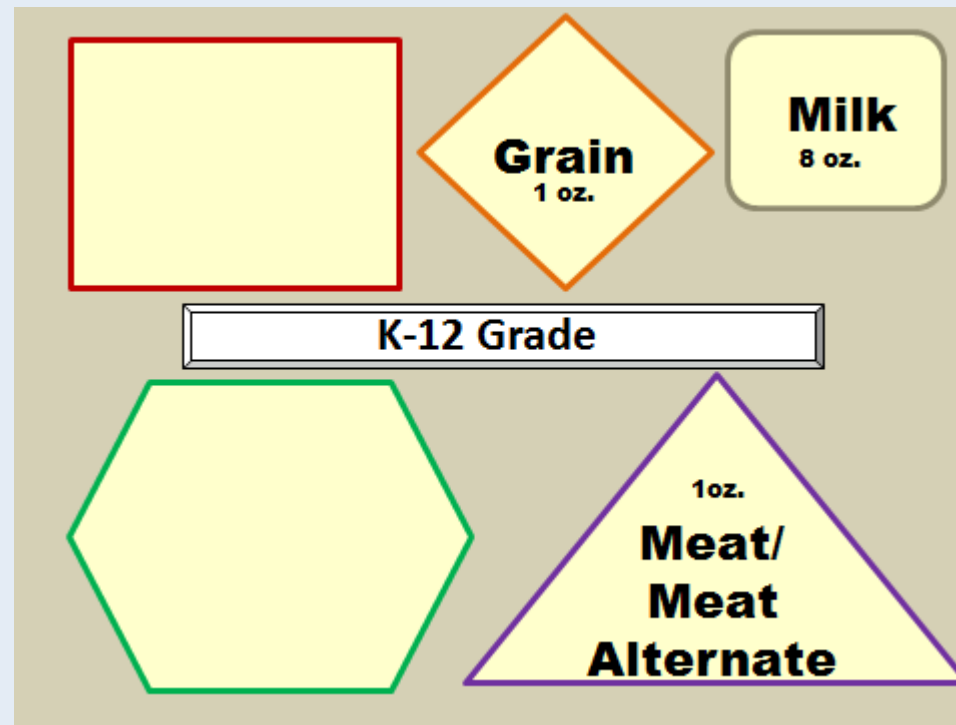 Grain
1 oz.
Milk
8 oz.
K-12 Grade
1oz.
Meat/
Meat
Alternate